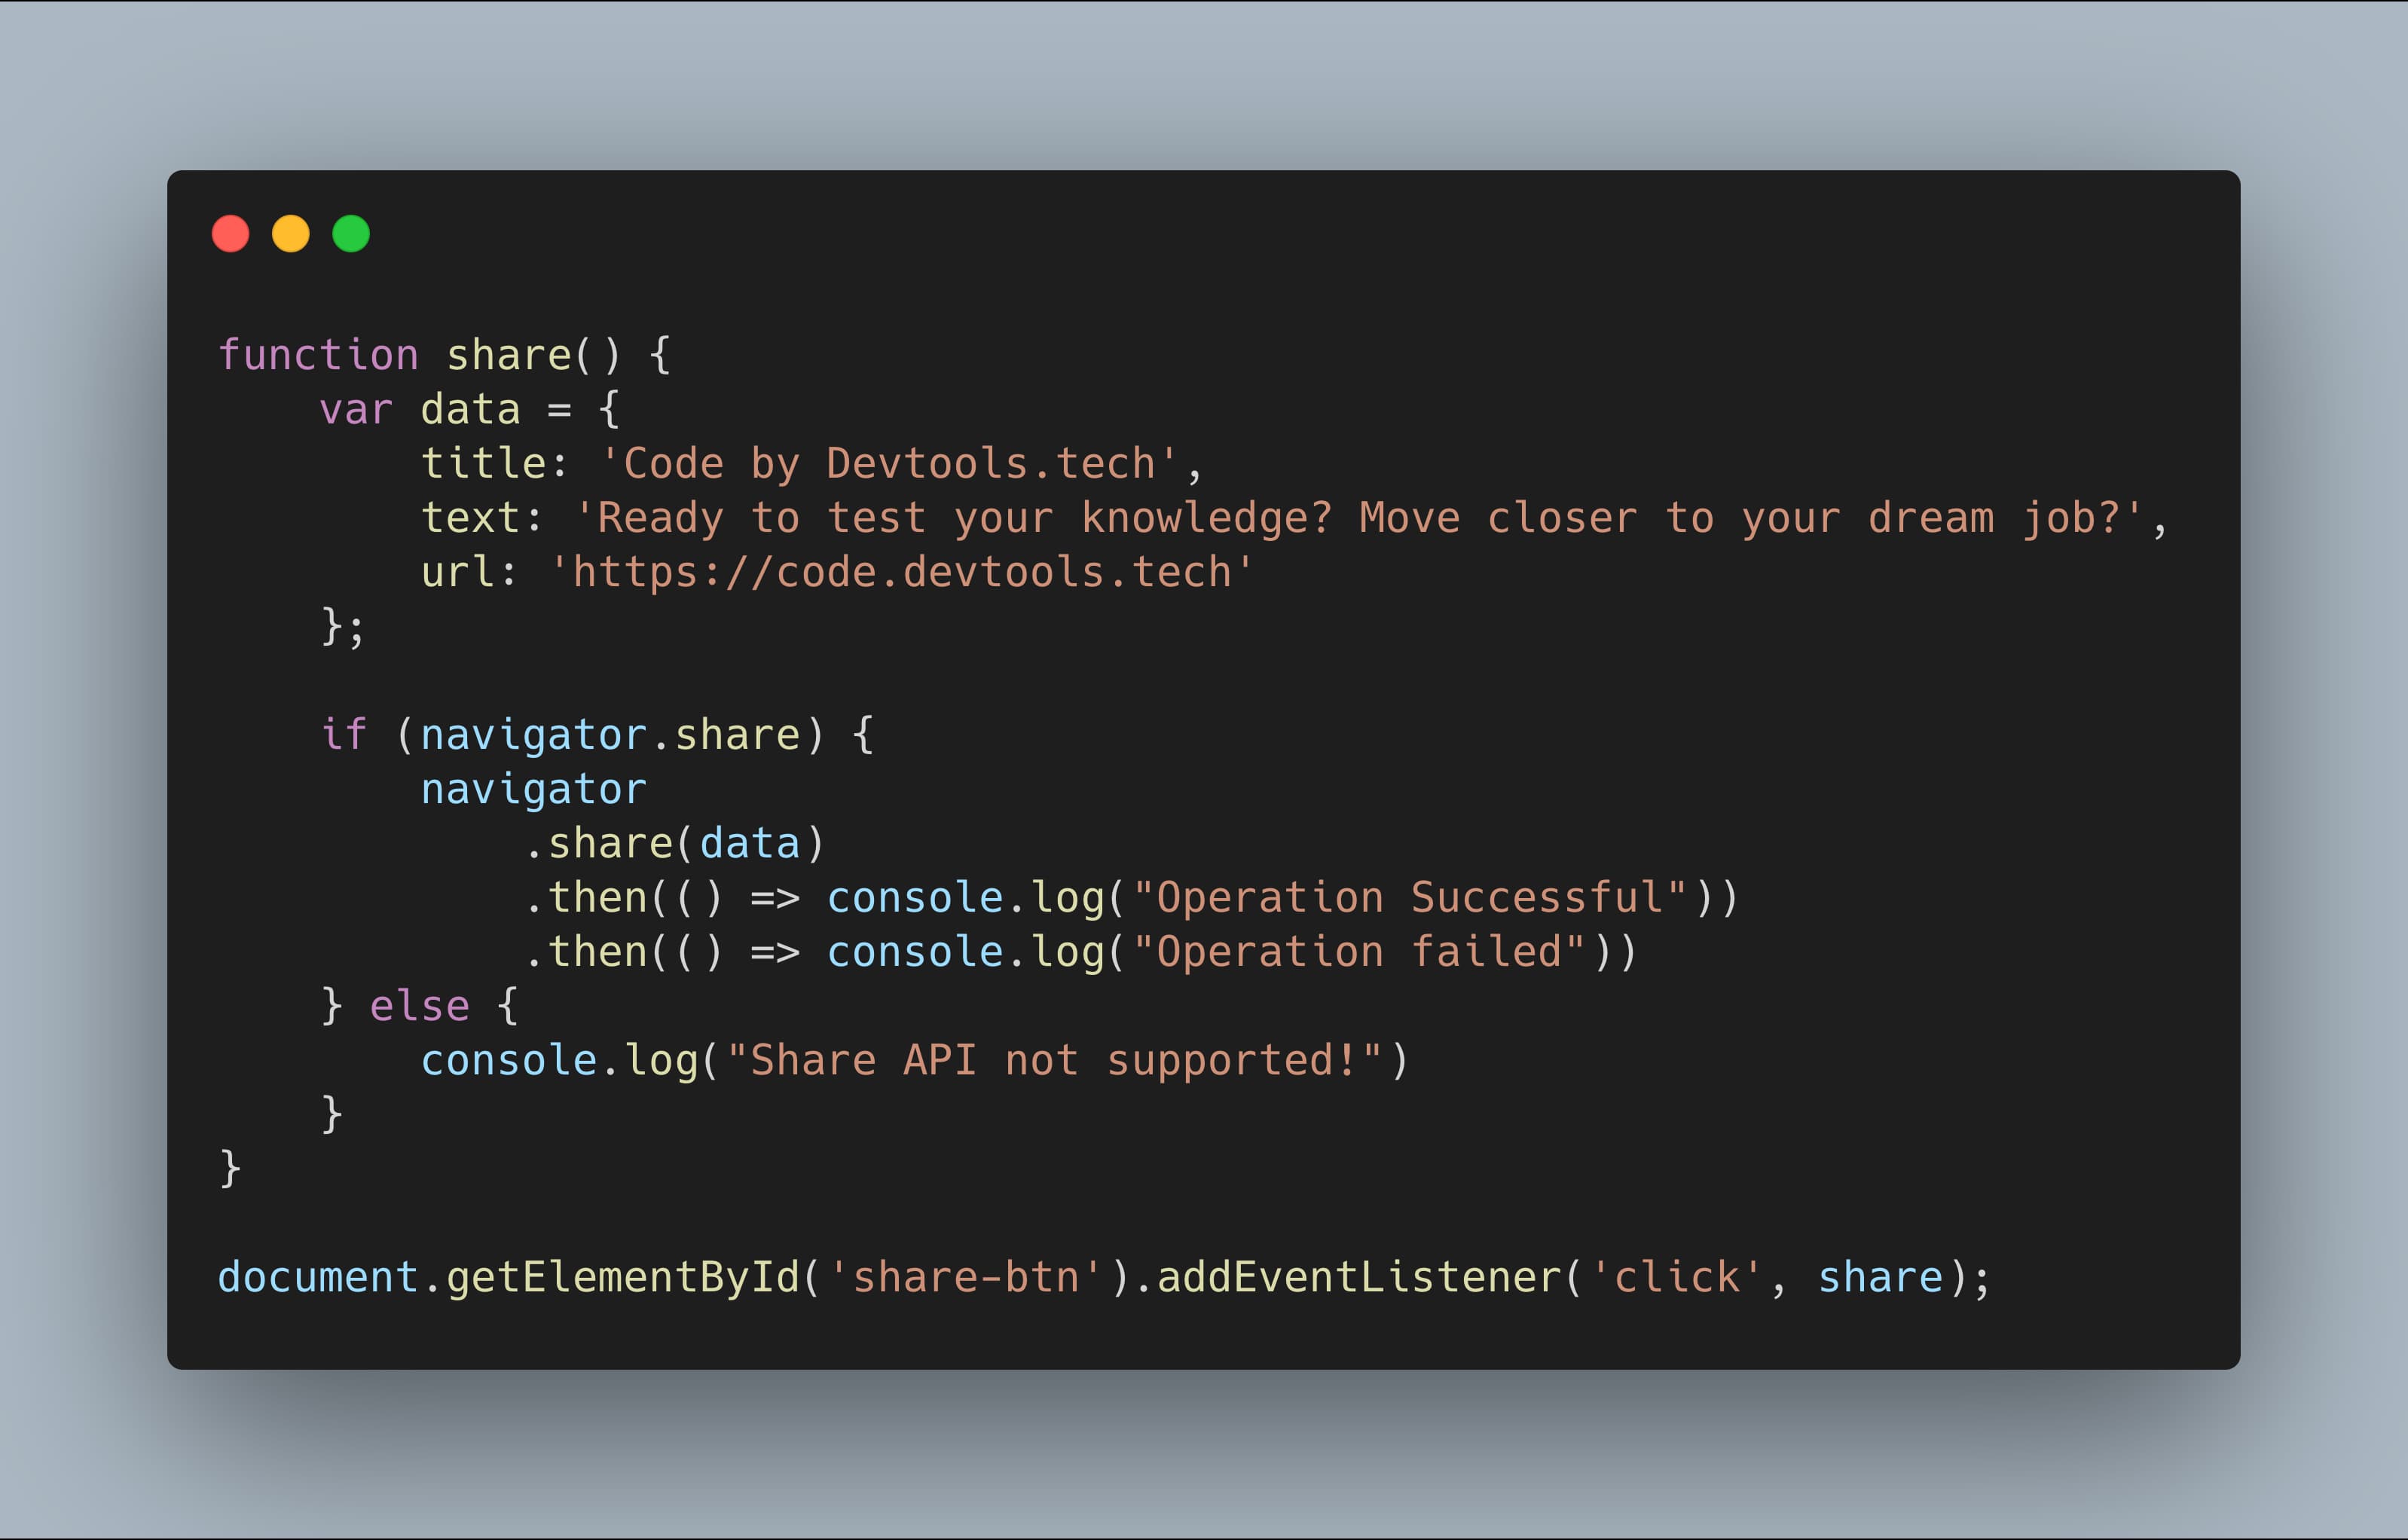 function share() {
    var data = {
        title: 'Code by Devtools.tech',
        text: 'Ready to test your knowledge? Move closer to your dream job?',
        url: 'https://code.devtools.tech'
    };

    if (navigator.share) {
        navigator
            .share(data)
            .then(() => console.log("Operation Successful"))
            .then(() => console.log("Operation failed"))
    } else {
        console.log("Share API not supported!")
    }
}

document.getElementById('share-btn').addEventListener('click', share);